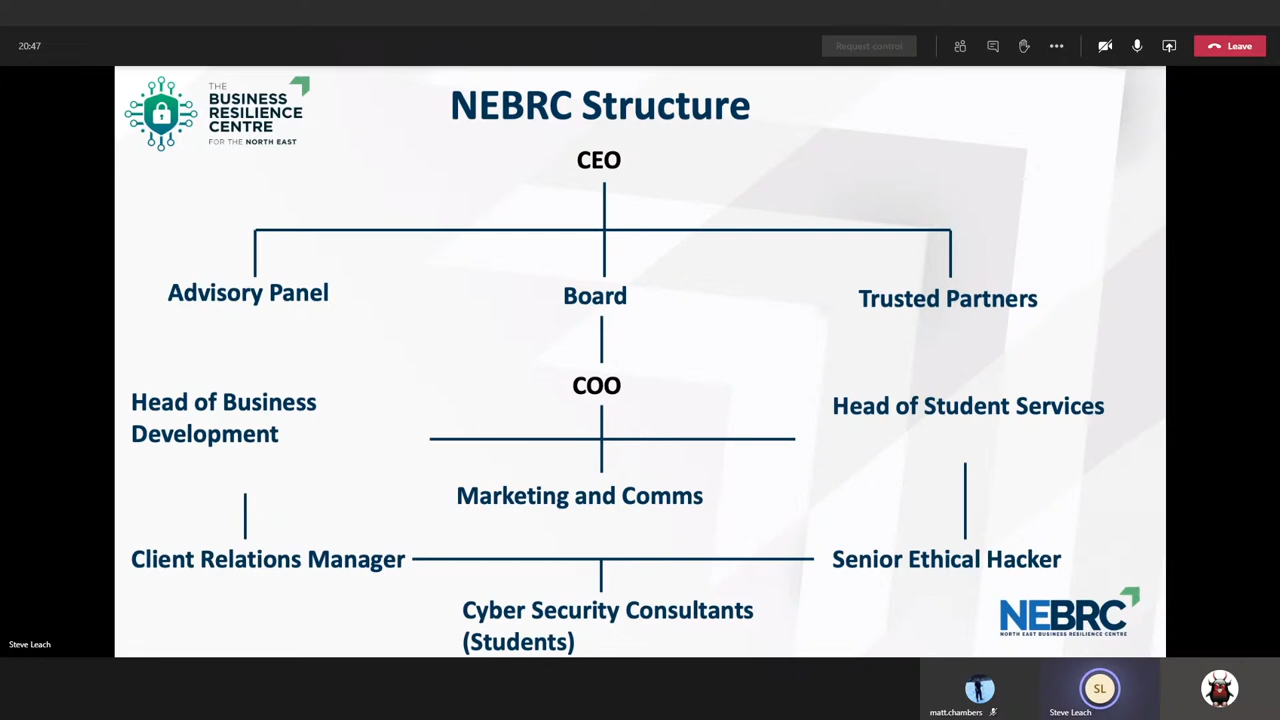 20:47
Request control
Leave
THE
BUSINESS
RESILIENCE
CENTRE
FOR THE NORTH EAST
NEBRC Structure
CEO
Advisory Panel
Board
Trusted Partners
COO
Head of Business
Development
Head of Student Services
Marketing and Comms
Client Relations Manager
Senior Ethical Hacker
Cyber Security Consultants
(Students)
NEBRC
NORTH EAST BUSINESS RESILIENCE CENTRE
Steve Leach
SL
matt.chambers
Steve Leach